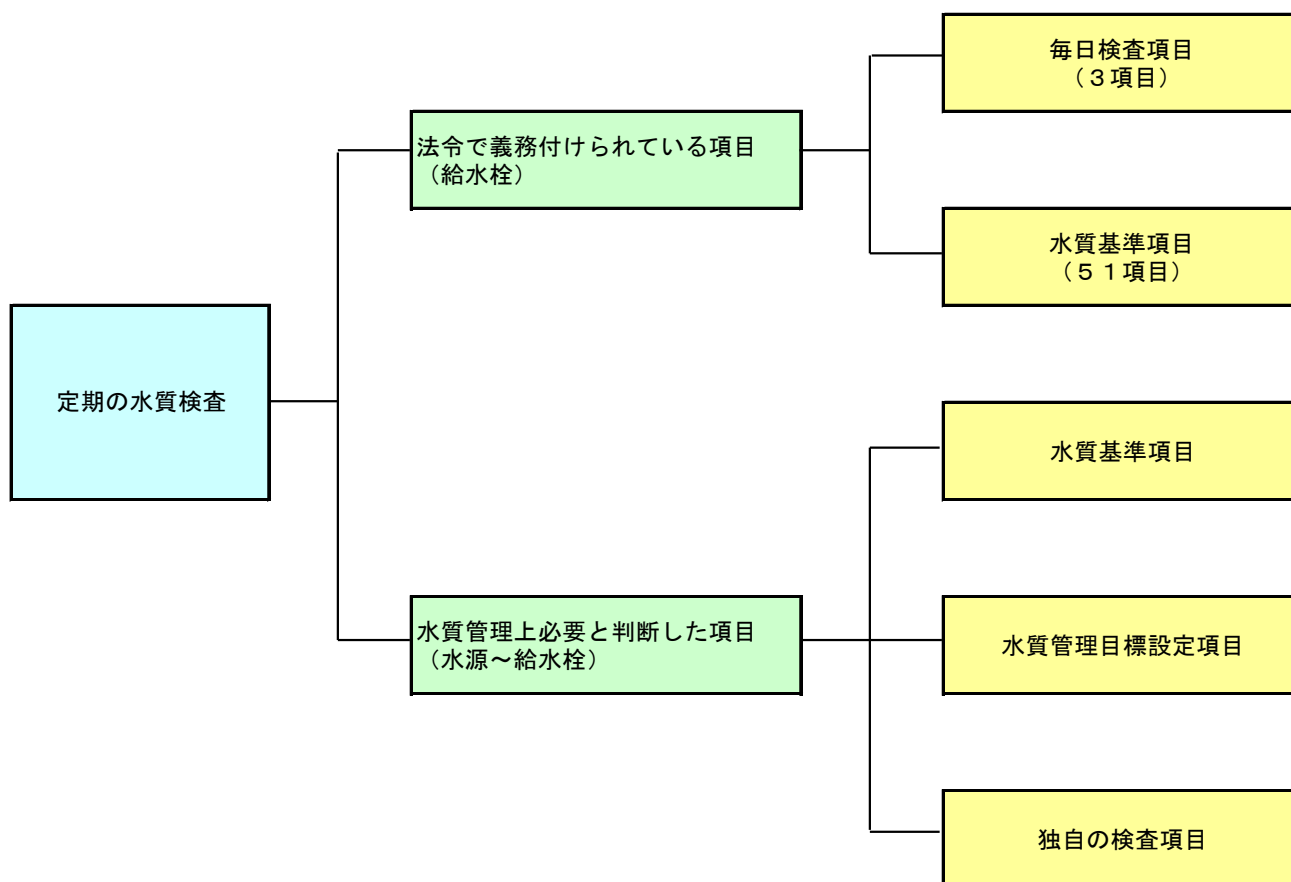 毎日検査項目
（３項目）
法令で義務付けられている項目
（給水栓）
水質基準項目
（５１項目）
定期の水質検査
水質基準項目
水質管理上必要と判断した項目
（水源～給水栓）
水質管理目標設定項目
独自の検査項目